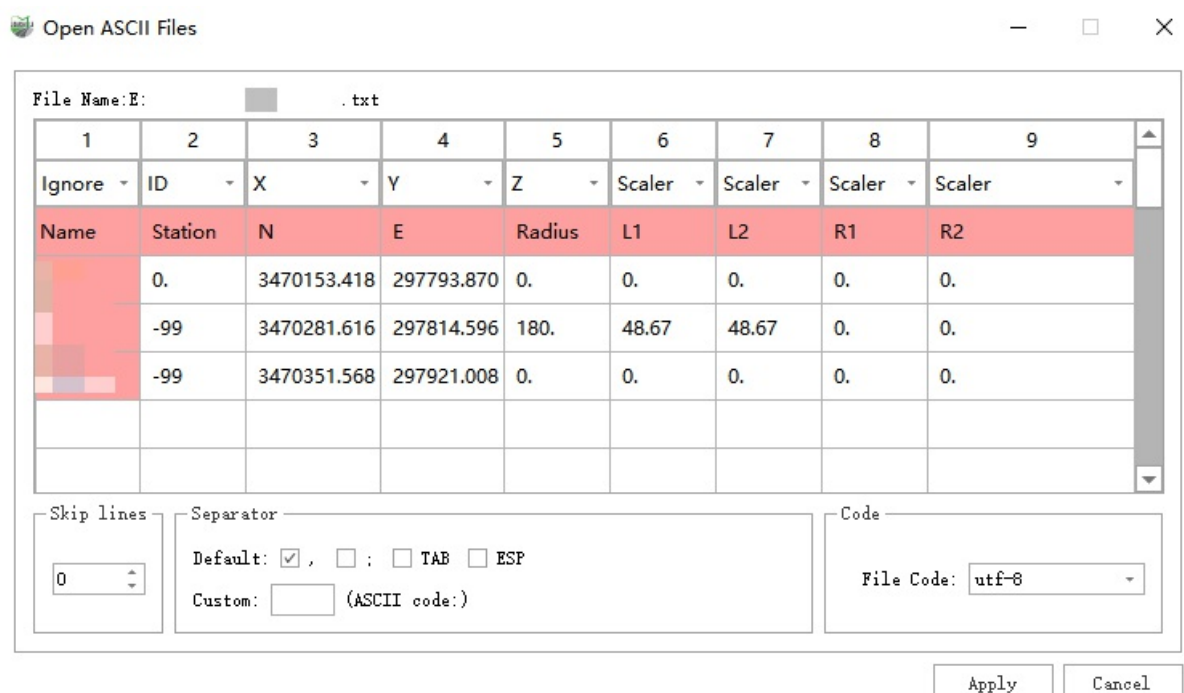 Open ASCII Files
File Name:E: .txt
1 2 3 4 5 6 7 8 9
Ignore ID X Y Z Scaler Scaler Scaler Scaler
Name Station N E Radius L1 L2 R1 R2
0. 3470153.418 297793.870 0. 0. 0. 0. 0.
-99 3470281.616 297814.596 180. 48.67 48.67 0. 0.
-99 3470351.568 297921.008 0. 0. 0. 0. 0.
Skip lines Separator Code
Default: , ; TAB ESP
0 File Code: utf-8
Custom: (ASCII code:)
Apply Cancel